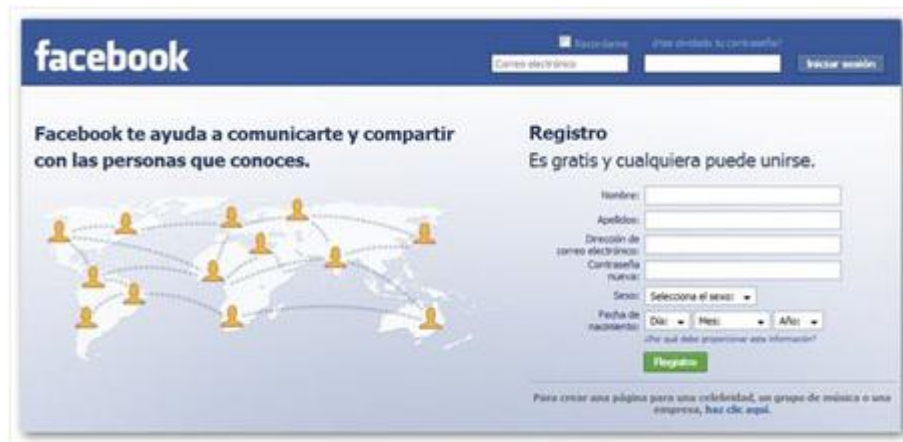 facebook
Recordarme
¿Has olvidado tu contraseña?
Correo electrónico
Iniciar sesión
Facebook te ayuda a comunicarte y compartir
con las personas que conoces.
Registro
Es gratis y cualquiera puede unirse.
Nombre:
Apellidos:
Dirección de
correo electrónico:
Contraseña
nueva:
Sexo: Selecciona el sexo:
Fecha de
nacimiento: Día: Mes: Año:
¿Por qué debo proporcionar esta información?
Registro
Para crear una página para una celebridad, un grupo de música o una
empresa, haz clic aquí.